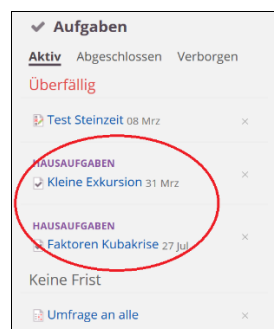 Aufgaben
Aktiv Abgeschlossen Verborgen
Überfällig
Test Steinzeit 08 Mrz ×
HAUSAUFGABEN
Kleine Exkursion 31 Mrz ×
HAUSAUFGABEN
Faktoren Kubakrise 27 Jul ×
Keine Frist
Umfrage an alle ×